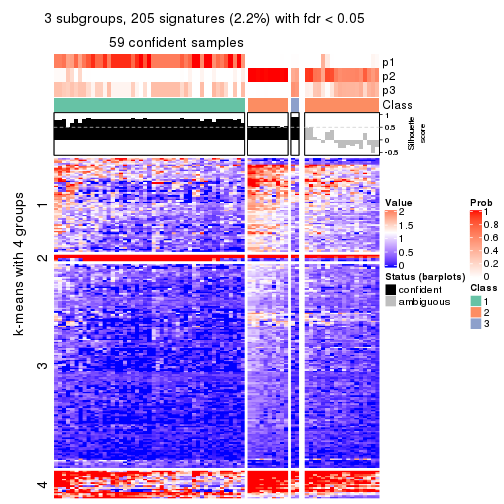 3 subgroups, 205 signatures (2.2%) with fdr < 0.05
59 confident samples
p1
p2
p3
Class
1
0.5
0
-0.5
Silhouette
score
k-means with 4 groups
1
2
3
4
Value
2
1.5
1
0.5
0
Status (barplots)
confident
ambiguous
Prob
1
0.8
0.6
0.4
0.2
0
Class
1
2
3